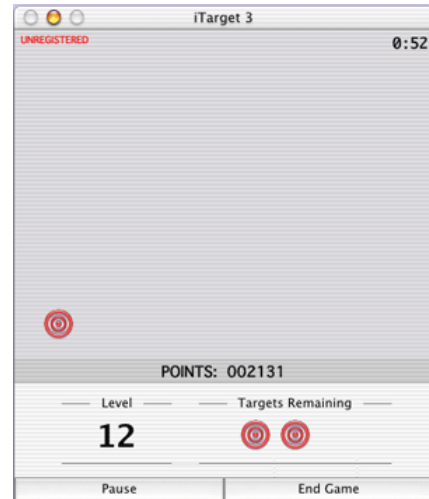 iTarget 3
UNREGISTERED 0:52
POINTS: 002131
Level Targets Remaining
12
Pause End Game